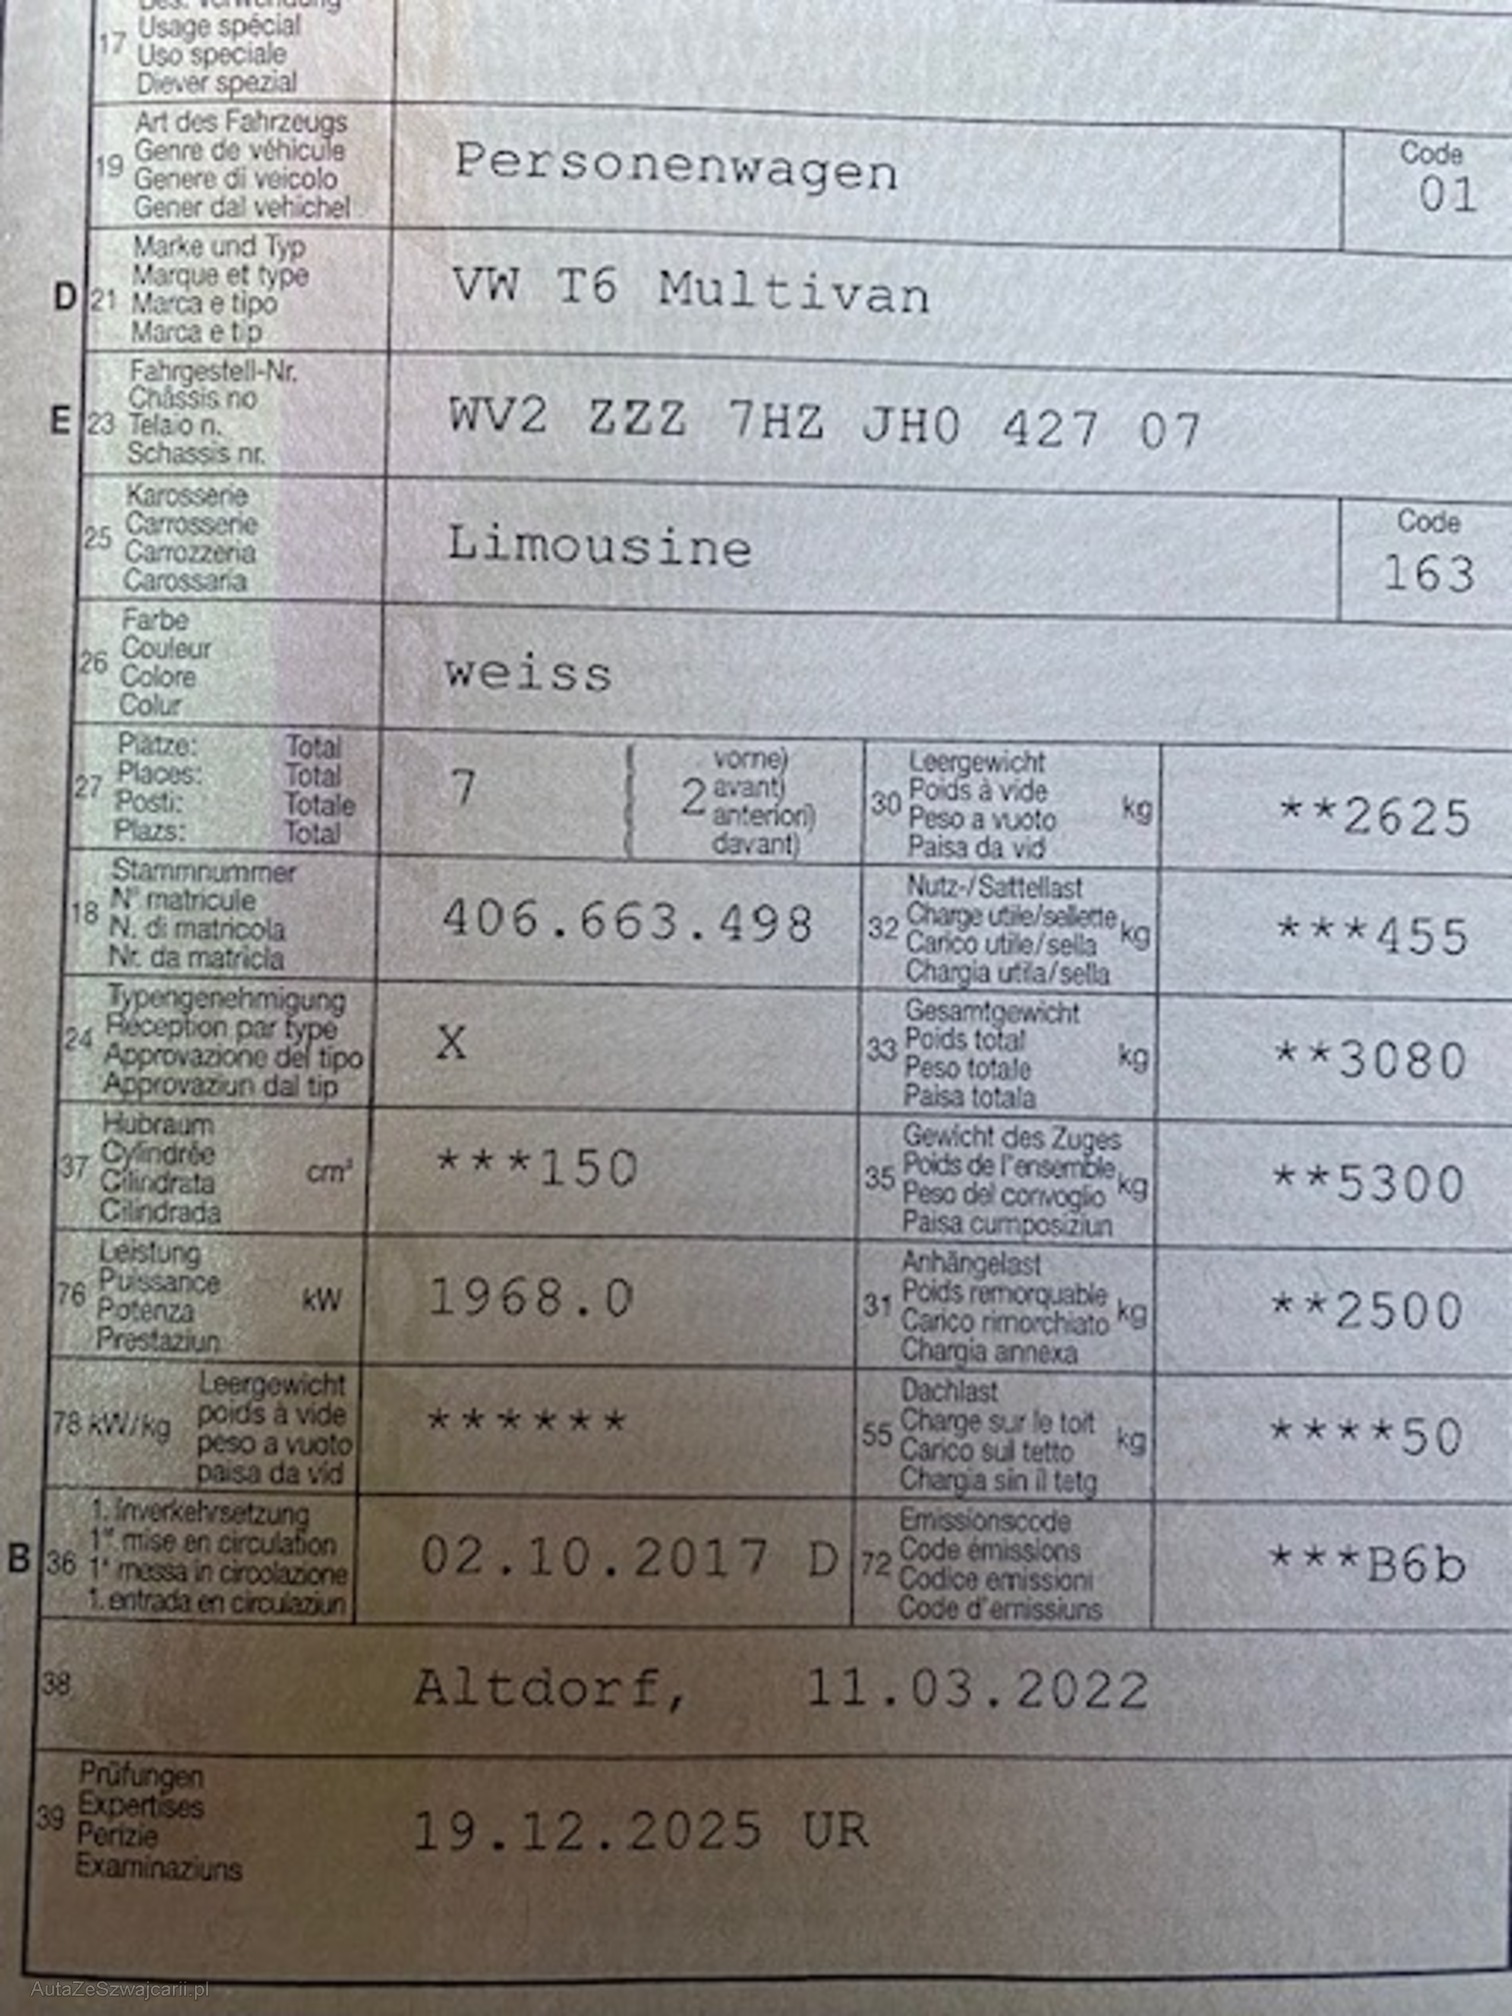 17 Usage spécial
Uso speciale
Diever spezial
19 Art des Fahrzeugs
Genre de véhicule
Genere di veicolo
Gener dal vehichel
Personenwagen
Code
01
D 21 Marke und Typ
Marque et type
Marca e tipo
Marca e tip
VW T6 Multivan
E 23 Fahrgestell-Nr.
Châssis no
Telaio n.
Schassis nr.
WV2 ZZZ 7HZ JH0 427 07
25 Karosserie
Carrosserie
Carrozzeria
Carossaria
Limousine
Code
163
26 Farbe
Couleur
Colore
Colur
weiss
27 Plätze: Total
Places: Total
Posti: Totale
Plazs: Total
7
2
vorne)
avant)
anteriori)
davant)
30 Leergewicht
Poids à vide
Peso a vuoto
Paisa da vid
kg
**2625
18 Stammnummer
N° matricule
N. di matricola
Nr. da matricla
406.663.498
32 Nutz-/Sattellast
Charge utile/sellette
Carico utile/sella
Chargia utila/sella
kg
***455
24 Typengenehmigung
Réception par type
Approvazione del tipo
Approvaziun dal tip
X
33 Gesamtgewicht
Poids total
Peso totale
Paisa totala
kg
**3080
37 Hubraum
Cylindrée
Cilindrata
Cilindrada
cm³
***150
35 Gewicht des Zuges
Poids de l'ensemble
Peso del convoglio
Paisa cumposiziun
kg
**5300
76 Leistung
Puissance
Potenza
Prestaziun
kW
1968.0
31 Anhängelast
Poids remorquable
Carico rimorchiato
Chargia annexa
kg
**2500
78 kW/kg
Leergewicht
poids à vide
peso a vuoto
paisa da vid
******
55 Dachlast
Charge sur le toit
Carico sul tetto
Chargia sin il tetg
kg
****50
B 36 1. Inverkehrsetzung
1re mise en circulation
1a messa in circolazione
1. entrada en circulaziun
02.10.2017 D
72 Emissionscode
Code émissions
Codice emissioni
Code d'emissiuns
***B6b
38
Altdorf, 11.03.2022
39 Prüfungen
Expertises
Perizie
Examinaziuns
19.12.2025 UR
AutaZeSzwajcarii.pl